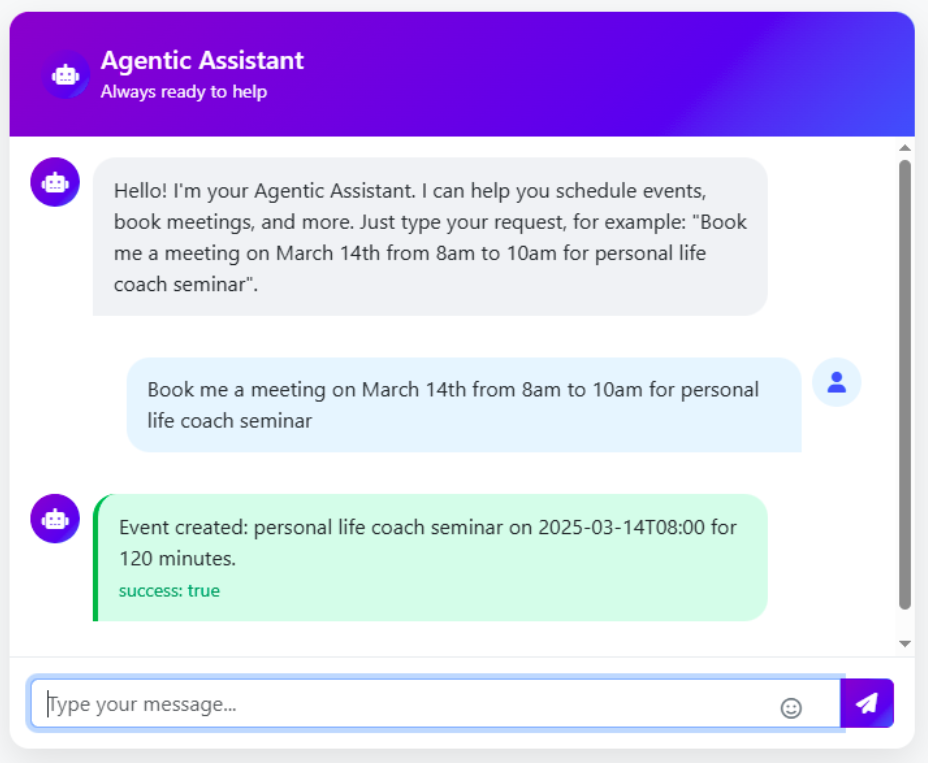 Agentic Assistant
Always ready to help
Hello! I'm your Agentic Assistant. I can help you schedule events,
book meetings, and more. Just type your request, for example: "Book
me a meeting on March 14th from 8am to 10am for personal life
coach seminar".
Book me a meeting on March 14th from 8am to 10am for personal
life coach seminar
Event created: personal life coach seminar on 2025-03-14T08:00 for
120 minutes.
success: true
Type your message...